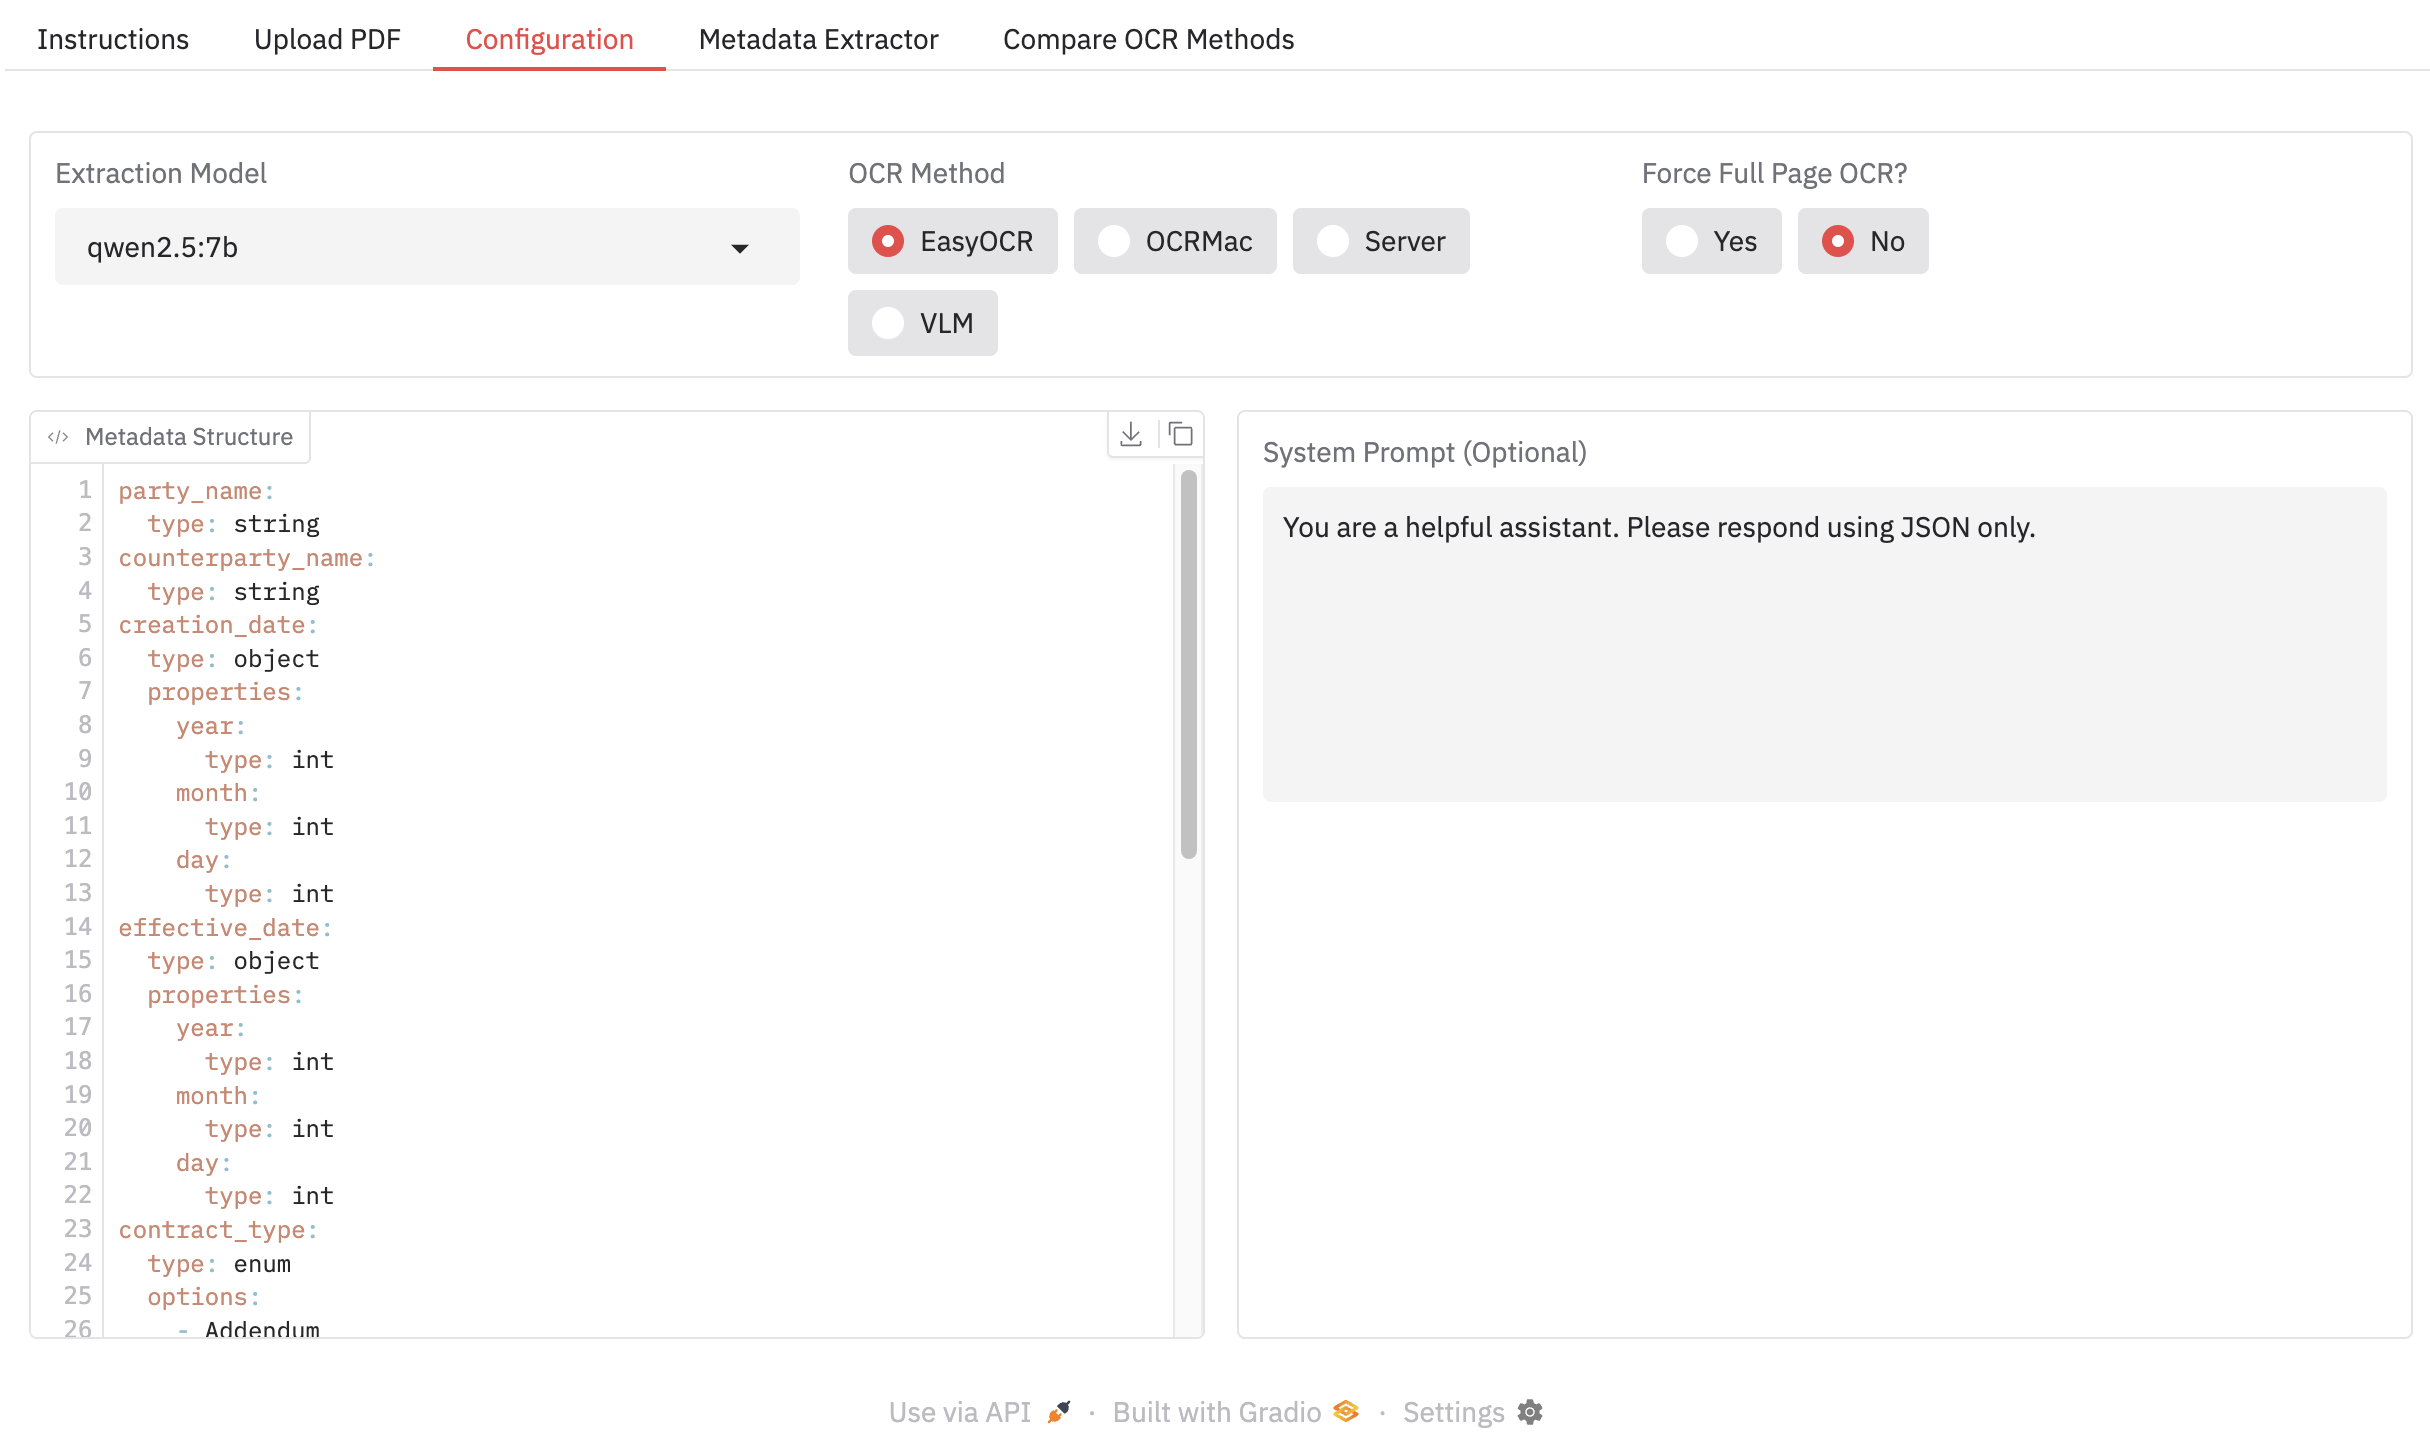 Instructions Upload PDF Configuration Metadata Extractor Compare OCR Methods
Extraction Model
qwen2.5:7b
OCR Method
EasyOCR OCRMac Server
VLM
Force Full Page OCR?
Yes No
</> Metadata Structure
1 party_name:
2   type: string
3 counterparty_name:
4   type: string
5 creation_date:
6   type: object
7   properties:
8     year:
9       type: int
10     month:
11       type: int
12     day:
13       type: int
14 effective_date:
15   type: object
16   properties:
17     year:
18       type: int
19     month:
20       type: int
21     day:
22       type: int
23 contract_type:
24   type: enum
25   options:
26     - Addendum
System Prompt (Optional)
You are a helpful assistant. Please respond using JSON only.
Use via API · Built with Gradio · Settings